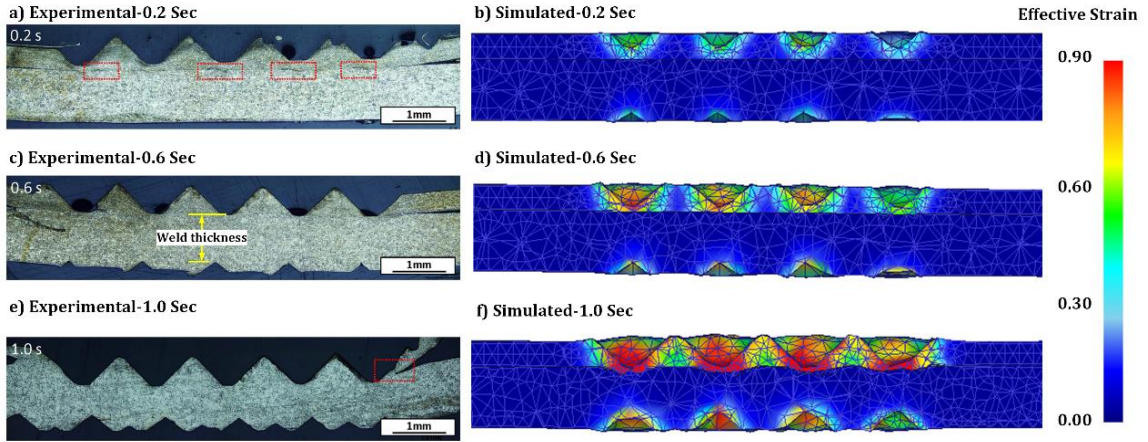 a) Experimental-0.2 Sec
b) Simulated-0.2 Sec
Effective Strain
0.2 s
1mm
0.90
c) Experimental-0.6 Sec
d) Simulated-0.6 Sec
0.6 s
Weld thickness
1mm
0.60
e) Experimental-1.0 Sec
f) Simulated-1.0 Sec
0.30
1.0 s
1mm
0.00